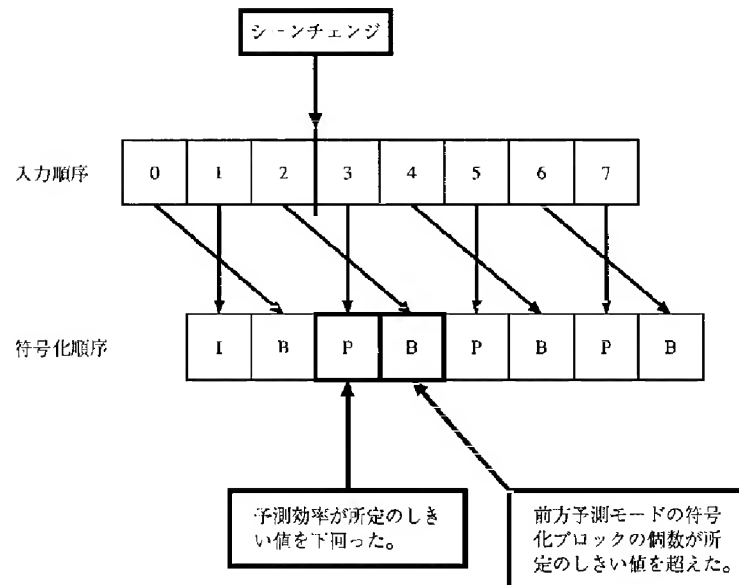 シーンチェンジ
入力順序 0 1 2 3 4 5 6 7
符号化順序 I B P B P B P B
予測効率が所定のしき
い値を下回った。
前方予測モードの符号
化ブロックの個数が所
定のしきい値を超えた。